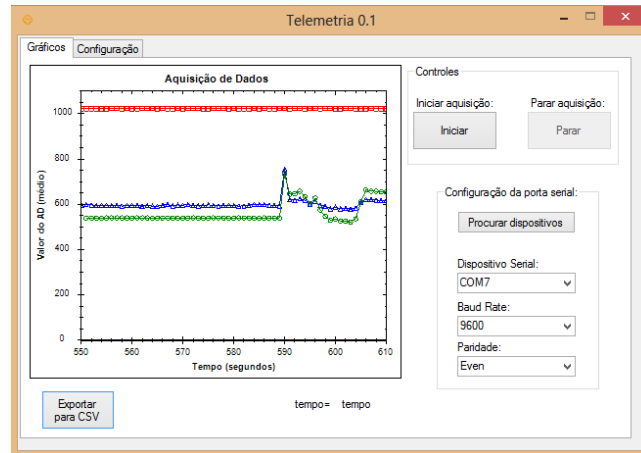 Telemetria 0.1
Gráficos
Configuração
Aquisição de Dados
Valor do AD (médio)
1000
800
600
400
200
0
550
560
570
580
590
600
610
Tempo (segundos)
Controles
Iniciar aquisição:
Parar aquisição:
Iniciar
Parar
Configuração da porta serial:
Procurar dispositivos
Dispositivo Serial:
COM7
Baud Rate:
9600
Paridade:
Even
Exportar
para CSV
tempo= tempo